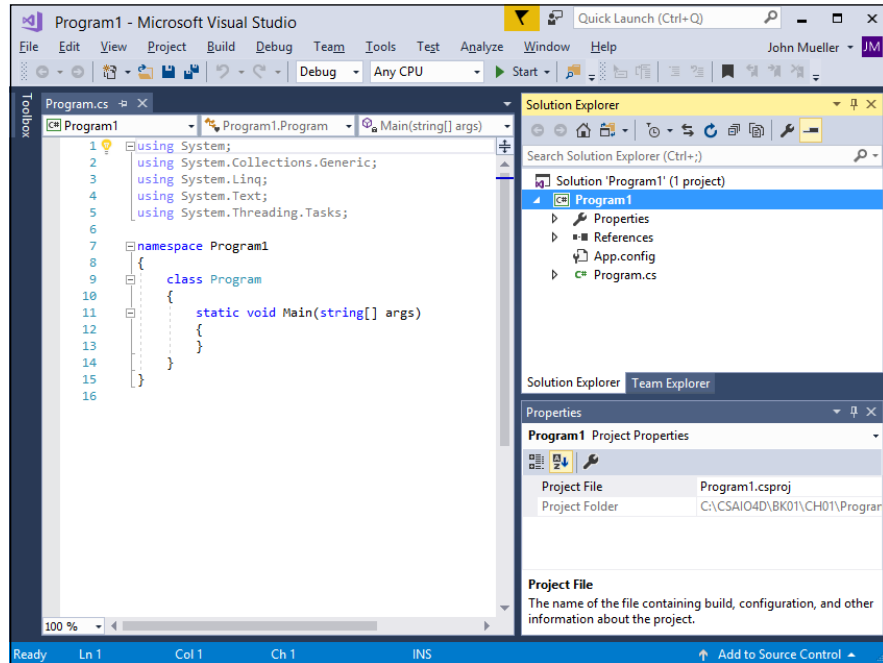 Program1 - Microsoft Visual Studio
Quick Launch (Ctrl+Q)
File Edit View Project Build Debug Team Tools Test Analyze Window Help
John Mueller JM
Debug Any CPU Start
Toolbox
Program.cs
Program1 Program1.Program Main(string[] args)
1 using System;
2 using System.Collections.Generic;
3 using System.Linq;
4 using System.Text;
5 using System.Threading.Tasks;
6
7 namespace Program1
8 {
9 class Program
10 {
11 static void Main(string[] args)
12 {
13 }
14 }
15 }
16
100 %
Solution Explorer
Search Solution Explorer (Ctrl+;)
Solution 'Program1' (1 project)
C# Program1
Properties
References
App.config
C# Program.cs
Solution Explorer Team Explorer
Properties
Program1 Project Properties
Project File Program1.csproj
Project Folder C:\CSAIO4D\BK01\CH01\Progran
Project File
The name of the file containing build, configuration, and other
information about the project.
Ready Ln 1 Col 1 Ch 1 INS Add to Source Control